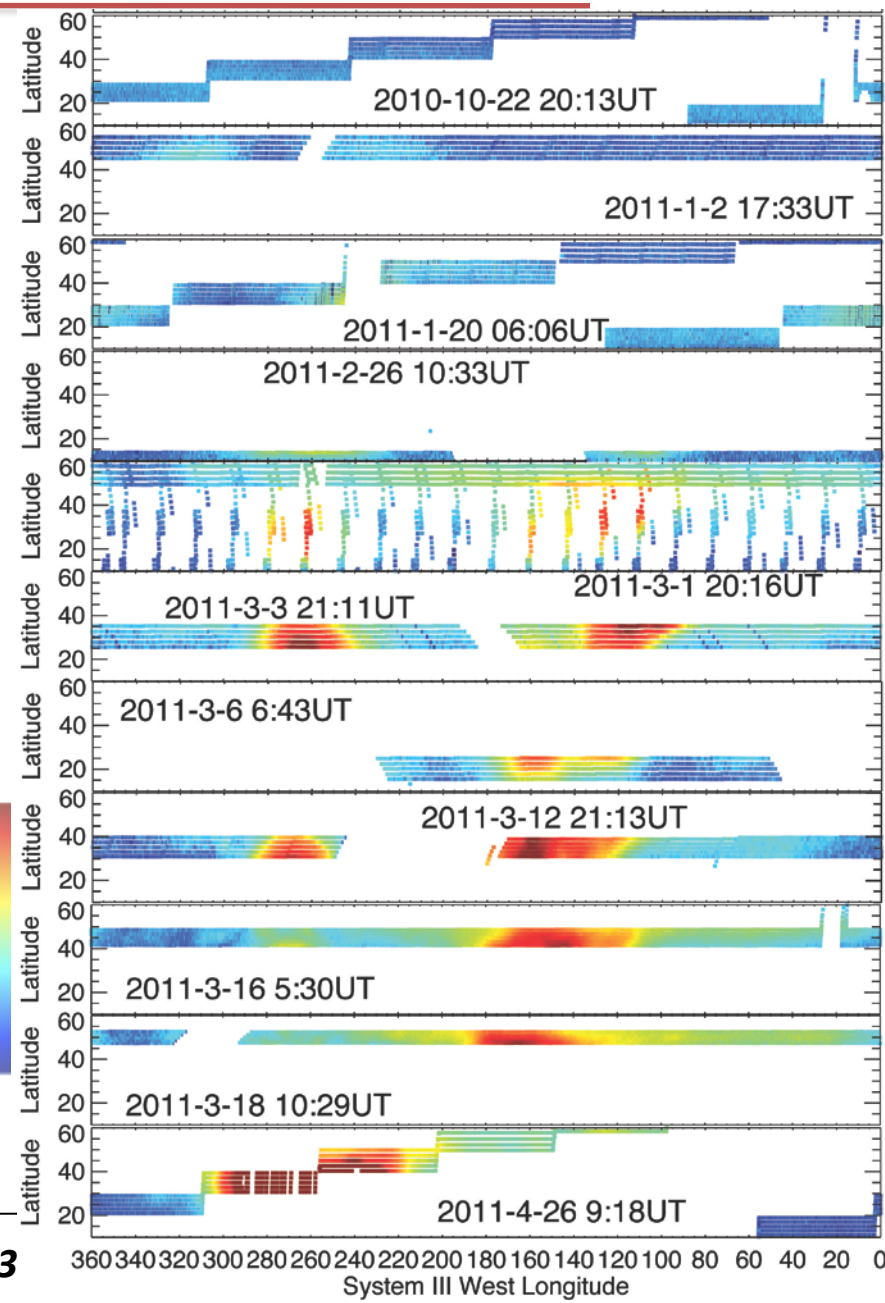 60
Latitude
40
20
2010-10-22 20:13UT
60
Latitude
40
20
2011-1-2 17:33UT
60
Latitude
40
20
2011-1-20 06:06UT
60
Latitude
40
20
2011-2-26 10:33UT
60
Latitude
40
20
60
Latitude
40
20
2011-3-1 20:16UT
2011-3-3 21:11UT
60
Latitude
40
20
2011-3-6 6:43UT
60
Latitude
40
20
2011-3-12 21:13UT
60
Latitude
40
20
2011-3-16 5:30UT
60
Latitude
40
20
2011-3-18 10:29UT
60
Latitude
40
20
2011-4-26 9:18UT
3
360 340 320 300 280 260 240 220 200 180 160 140 120 100 80 60 40 20 0
System III West Longitude